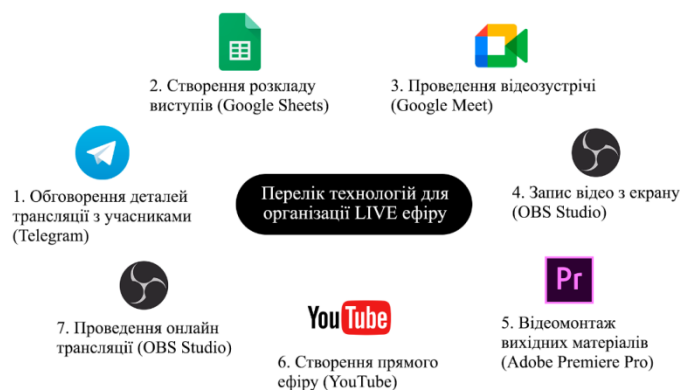 2. Створення розкладу
виступів (Google Sheets)
3. Проведення відеозустрічі
(Google Meet)
1. Обговорення деталей
трансляції з учасниками
(Telegram)
Перелік технологій для
організації LIVE ефіру
4. Запис відео з екрану
(OBS Studio)
Pr
5. Відеомонтаж
вихідних матеріалів
(Adobe Premiere Pro)
YouTube
6. Створення прямого
ефіру (YouTube)
7. Проведення онлайн
трансляції (OBS Studio)